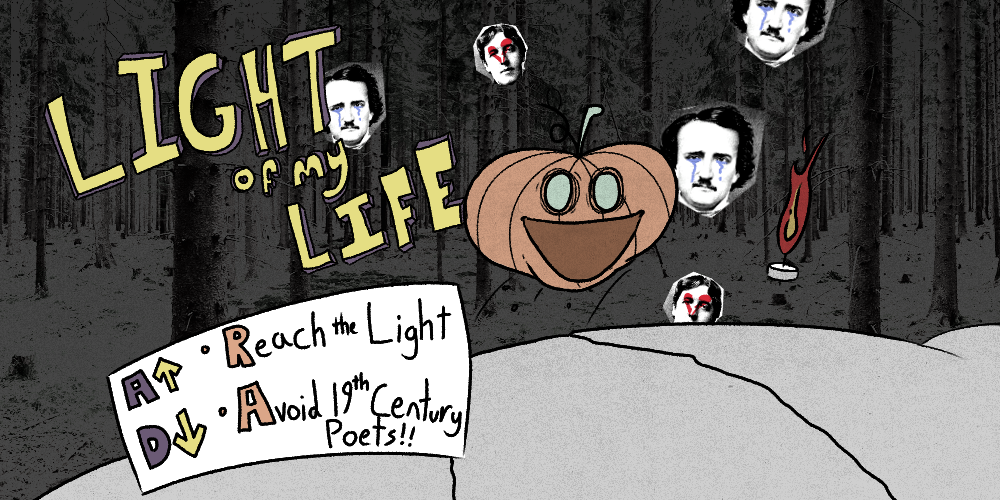 LIGHT
of my
LIFE
A↑ • Reach the Light
D↓ • Avoid 19th Century
Poets!!